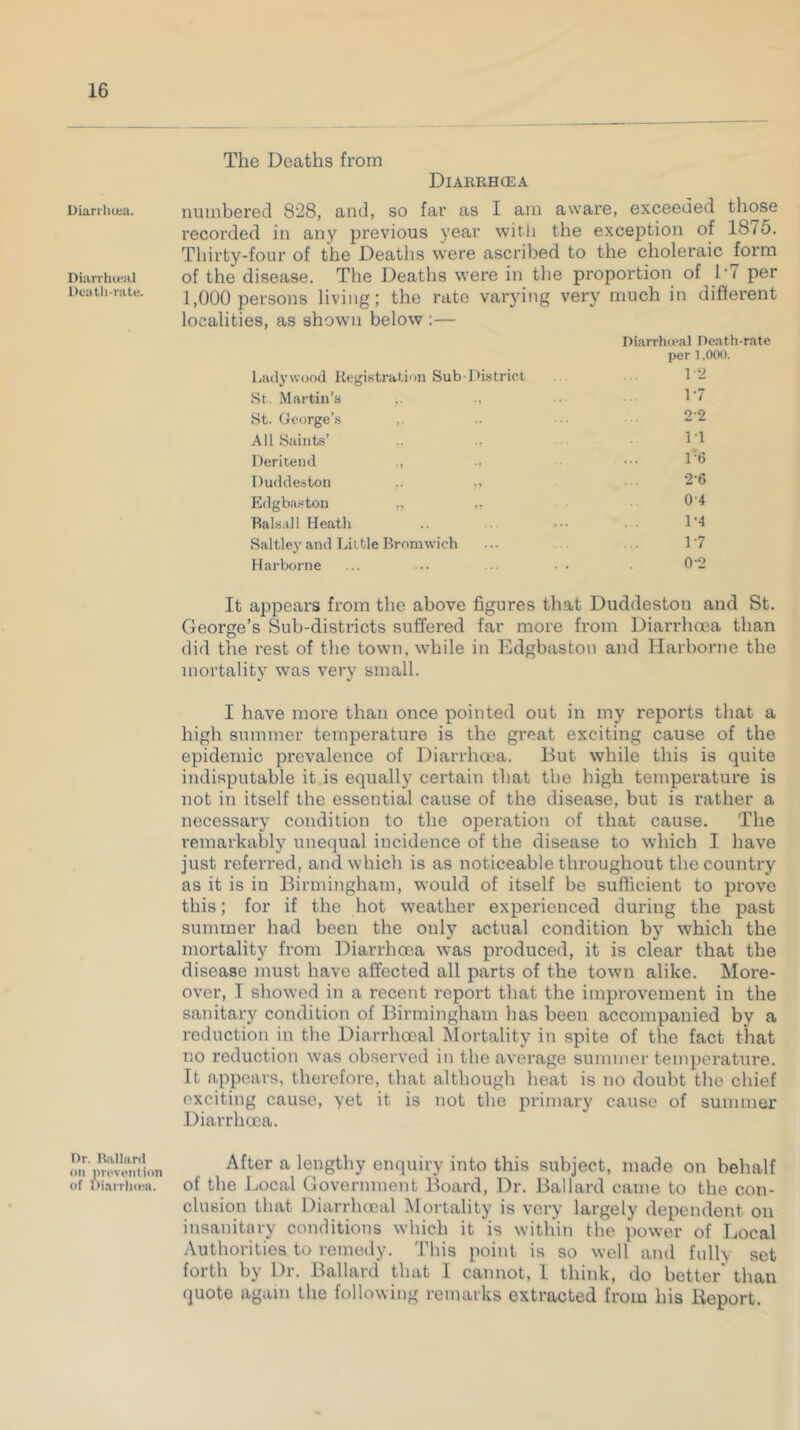 16
The Deaths from
DIARRHŒA
Diarrhœa.
numbered 828, and, so far as I am aware, exceeded those
recorded in any previous year with the exception of 1875.
Thirty-four of the Deaths were ascribed to the choleraic form
Diarrhœal
Death-rate.
of the disease. The Deaths were in the proportion of 1·7 per
1,000 persons living; the rate varying very much in different
localities, as shown below :—
Diarrhœal Death-rate
per 1,000.
Ladywood Registration Sub-District ... 1·2
St. Martin's ,, ,, ... 1·7
St. George's ,, ,, ... 2·2
All Saints' ,, ,, 1·1
Deritend ,, ,, ... 1·6
Duddeston ,, ,, ... 2·6
Edgbaston ,, ,, 0·4
Balsall Heath ... ... ... ... 1·4
Saltley and Little Bromwich ... ... ... 1·7
Harborne ... ... ... ... 0·2
It appears from the above figures that Duddeston and St.
George's Sub-districts suffered far more from Diarrhœa than
did the rest of the town, while in Edgbaston and Harborne the
mortality was very small.
I have more than once pointed out in my reports that a
high summer temperature is the great exciting cause of the
epidemic prevalence of Diarrhœa. But while this is quite
indisputable it is equally certain that the high temperature is
not in itself the essential cause of the disease, but is rather a
necessary condition to the operation of that cause. The
remarkably unequal incidence of the disease to which I have
just referred, and which is as noticeable throughout the country
as it is in Birmingham, would of itself be sufficient to prove
this; for if the hot weather experienced during the past
summer had been the only actual condition by which the
mortality from Diarrhœa was produced, it is clear that the
disease must have affected all parts of the town alike. More-
over, I showed in a recent report that the improvement in the
sanitary condition of Birmingham has been accompanied by a
reduction in the Diarrhœal Mortality in spite of the fact that
no reduction was observed in the average summer temperature.
It appears, therefore, that although heat is no doubt the chief
exciting cause, yet it is not the primary cause of summer
Diarrhœa.
Dr. Ballard
on prevention
of Diarrhœa.
After a lengthy enquiry into this subject, made on behalf
of the Local Government Board, Dr. Ballard came to the con-
clusion that Diarrhœal Mortality is very largely dependent on
insanitary conditions which it is within the power of Local
Authorities to remedy. This point is so well and fully set
forth by Dr. Ballard that I cannot, I think, do better than
quote again the following remarks extracted from his Report.